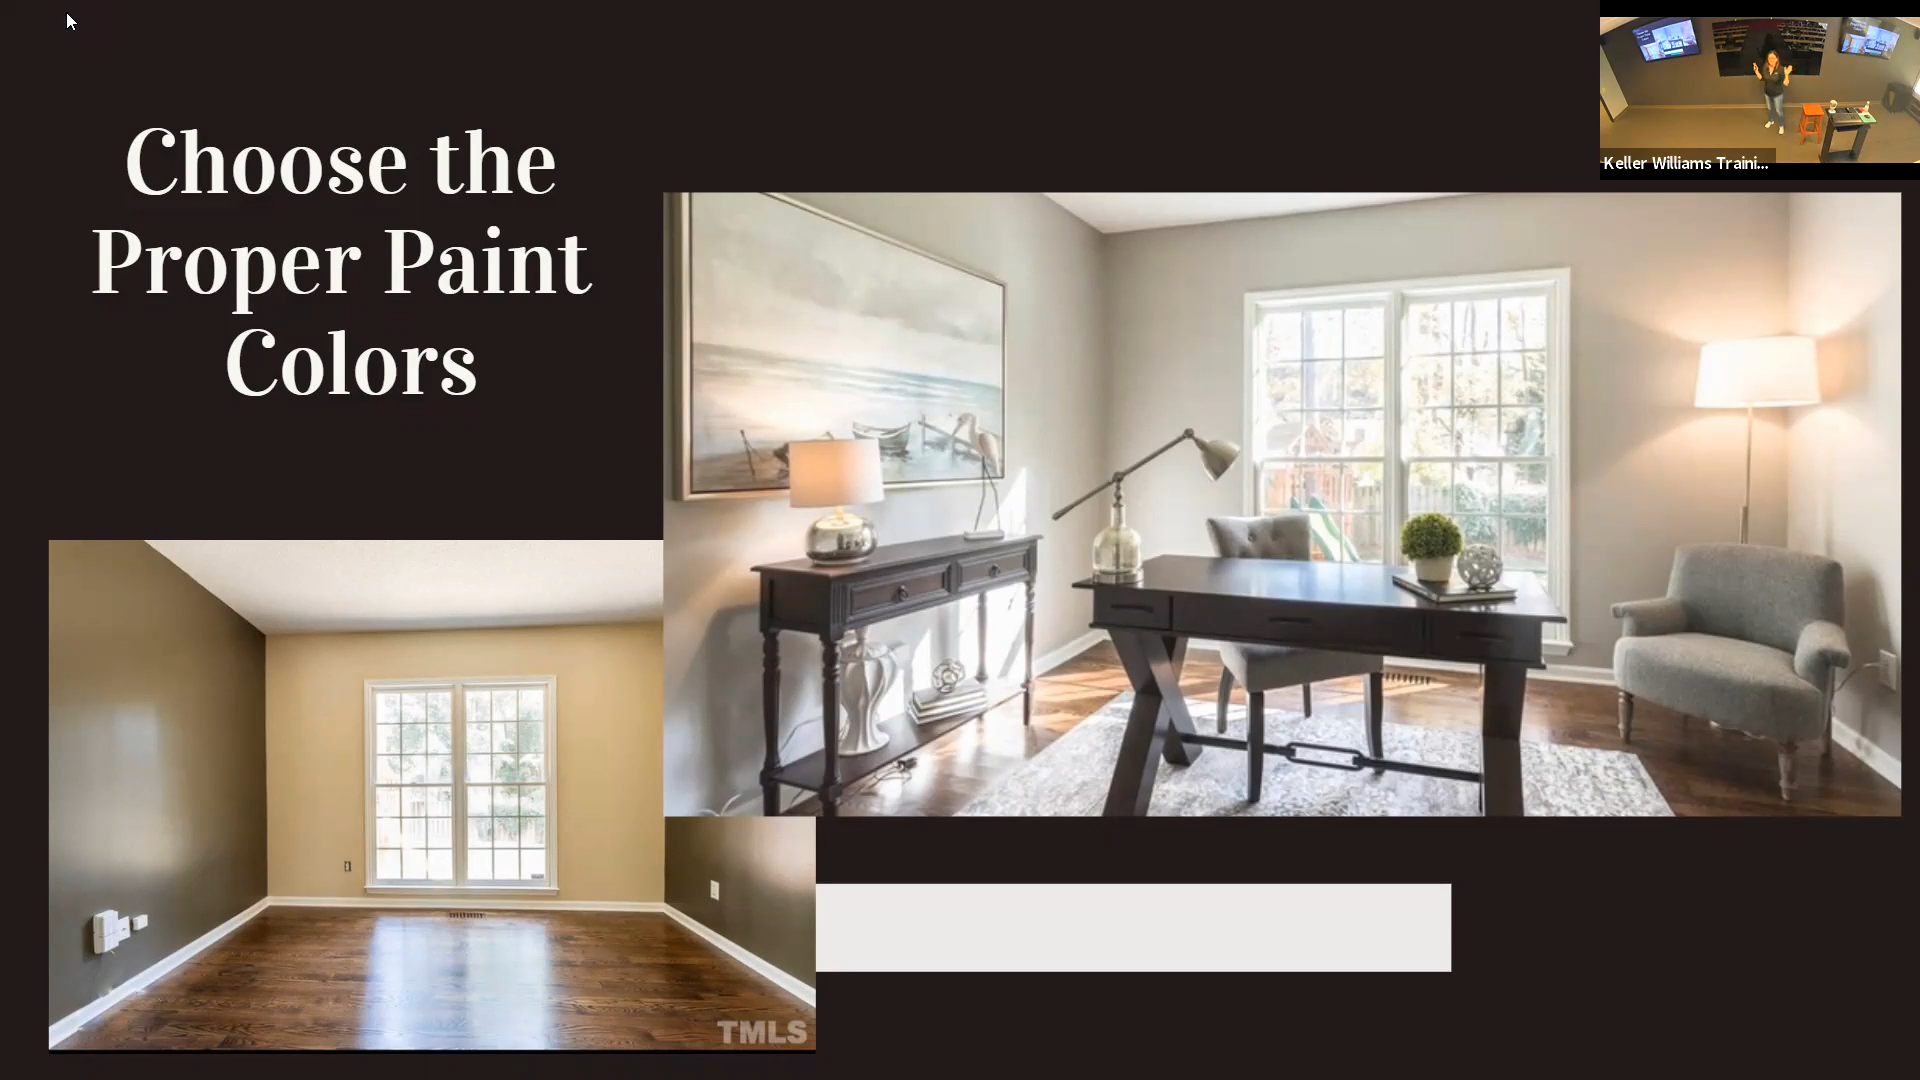 Choose the
Proper Paint
Colors
Keller Williams Traini...
TMLS